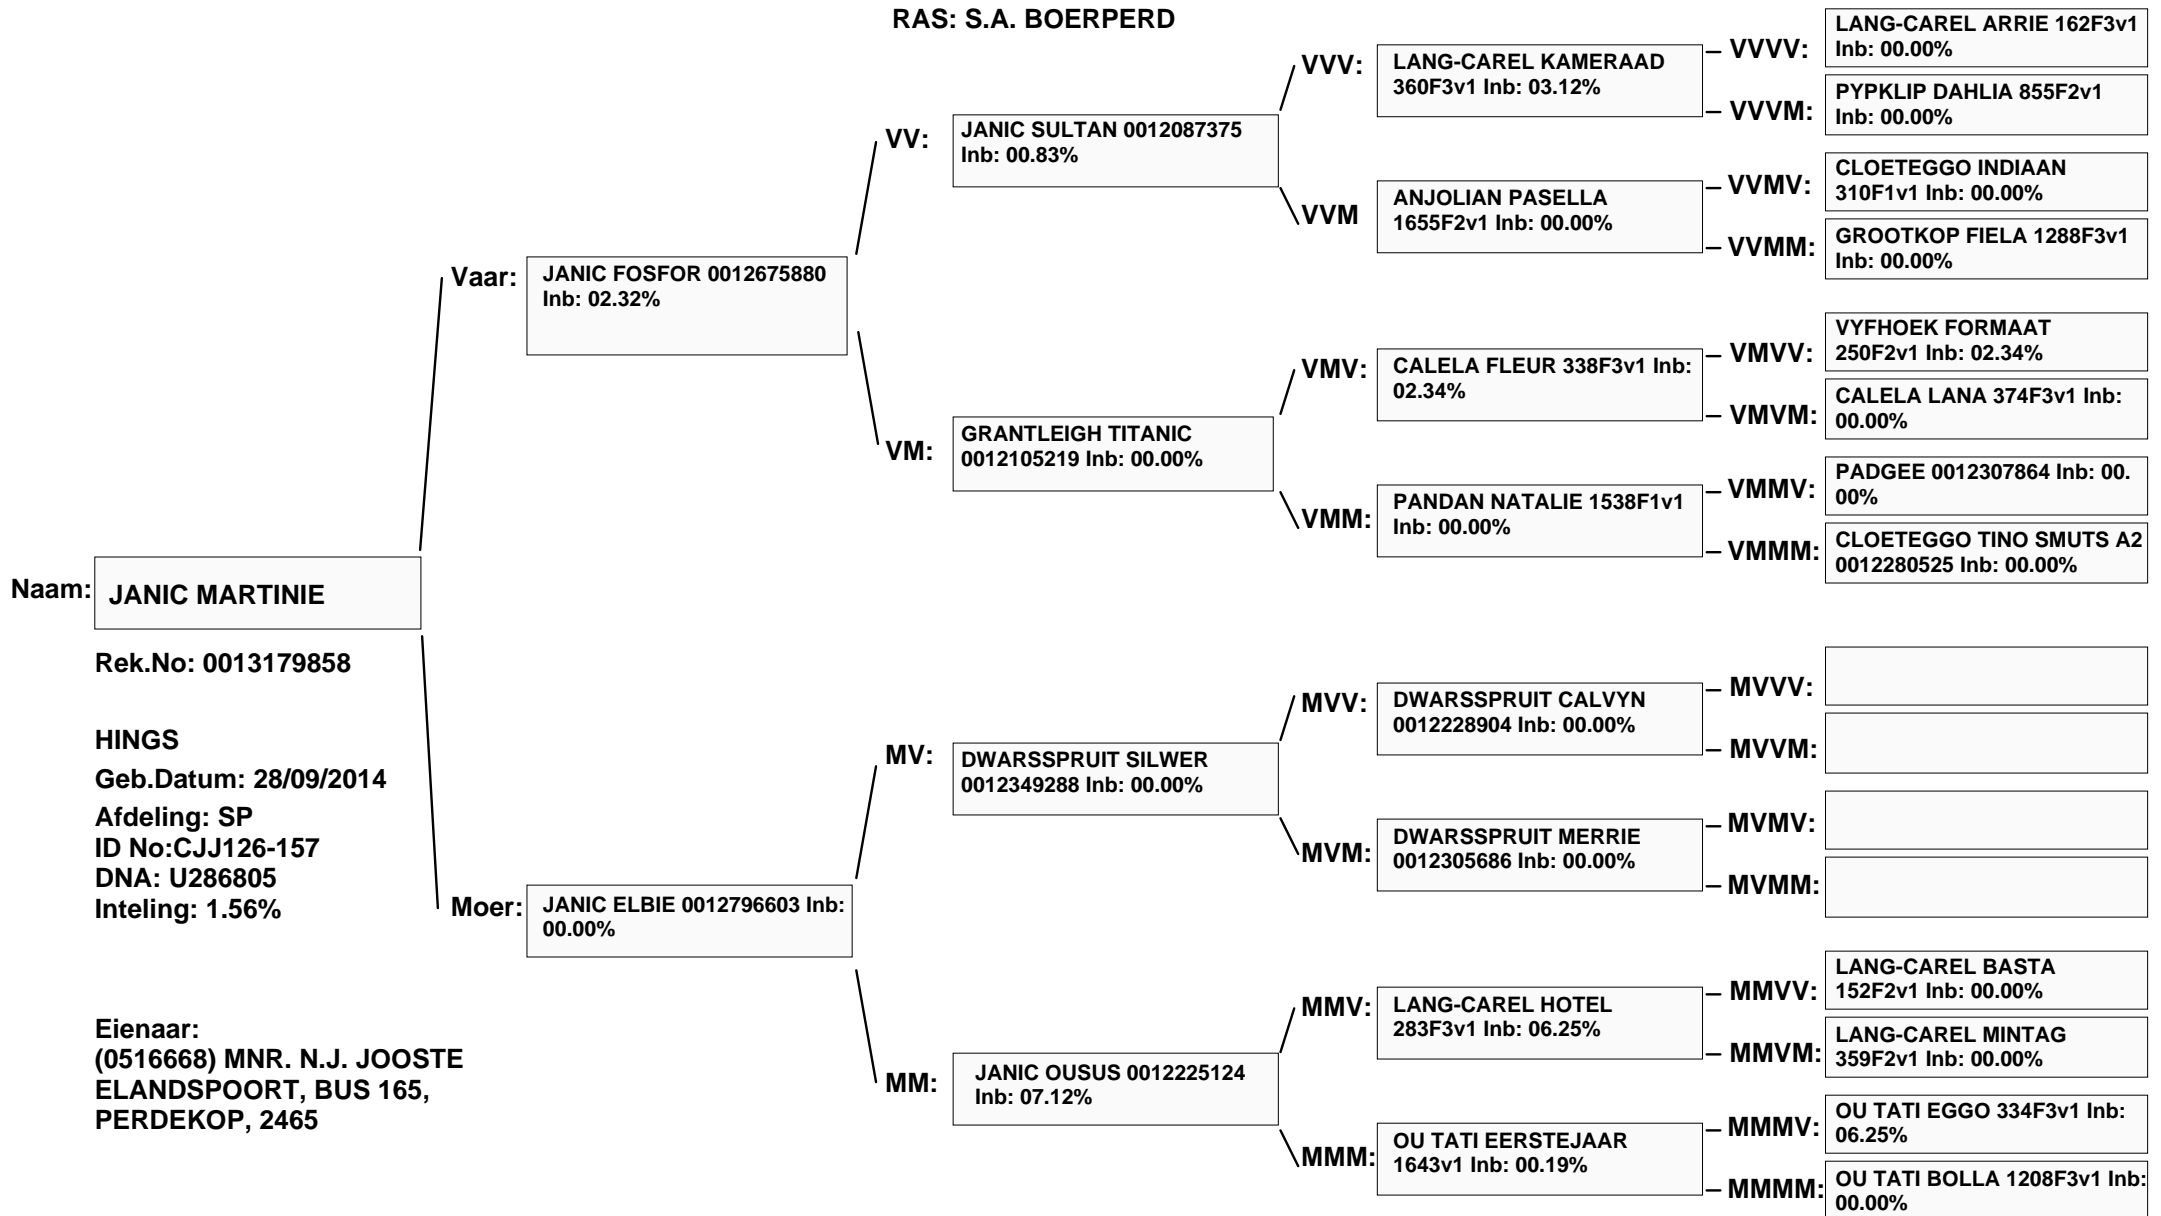 RAS: S.A. BOERPERD
Naam:
JANIC MARTINIE
Rek.No: 0013179858
HINGS
Geb.Datum: 28/09/2014
Afdeling: SP
ID No:CJJ126-157
DNA: U286805
Inteling: 1.56%
Eienaar:
(0516668) MNR. N.J. JOOSTE
ELANDSPOORT, BUS 165,
PERDEKOP, 2465
Vaar:
JANIC FOSFOR 0012675880
Inb: 02.32%
Moer:
JANIC ELBIE 0012796603 Inb:
00.00%
VV:
JANIC SULTAN 0012087375
Inb: 00.83%
VM:
GRANTLEIGH TITANIC
0012105219 Inb: 00.00%
MV:
DWARSSPRUIT SILWER
0012349288 Inb: 00.00%
MM:
JANIC OUSUS 0012225124
Inb: 07.12%
VVV:
LANG-CAREL KAMERAAD
360F3v1 Inb: 03.12%
VVM
ANJOLIAN PASELLA
1655F2v1 Inb: 00.00%
VMV:
CALELA FLEUR 338F3v1 Inb:
02.34%
VMM:
PANDAN NATALIE 1538F1v1
Inb: 00.00%
MVV:
DWARSSPRUIT CALVYN
0012228904 Inb: 00.00%
MVM:
DWARSSPRUIT MERRIE
0012305686 Inb: 00.00%
MMV:
LANG-CAREL HOTEL
283F3v1 Inb: 06.25%
MMM:
OU TATI EERSTEJAAR
1643v1 Inb: 00.19%
VVVV:
LANG-CAREL ARRIE 162F3v1
Inb: 00.00%
VVVM:
PYPKLIP DAHLIA 855F2v1
Inb: 00.00%
VVMV:
CLOETEGGO INDIAAN
310F1v1 Inb: 00.00%
VVMM:
GROOTKOP FIELA 1288F3v1
Inb: 00.00%
VMVV:
VYFHOEK FORMAAT
250F2v1 Inb: 02.34%
VMVM:
CALELA LANA 374F3v1 Inb:
00.00%
VMMV:
PADGEE 0012307864 Inb: 00.
00%
VMMM:
CLOETEGGO TINO SMUTS A2
0012280525 Inb: 00.00%
MVVV:
MVVM:
MVMV:
MVMM:
MMVV:
LANG-CAREL BASTA
152F2v1 Inb: 00.00%
MMVM:
LANG-CAREL MINTAG
359F2v1 Inb: 00.00%
MMMV:
OU TATI EGGO 334F3v1 Inb:
06.25%
MMMM:
OU TATI BOLLA 1208F3v1 Inb:
00.00%